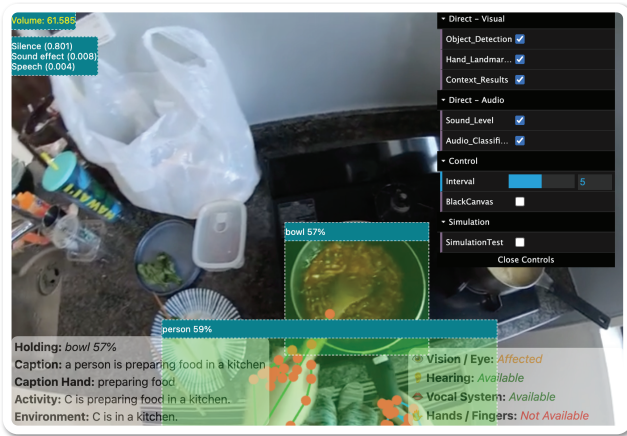 Volume: 61.585
Silence (0.801)
Sound effect (0.008)
Speech (0.004)
Direct - Visual
Object_Detection
Hand_Landmar...
Context_Results
Direct - Audio
Sound_Level
Audio_Classifi...
Control
Interval 5
BlackCanvas
Simulation
SimulationTest
Close Controls
bowl 57%
person 59%
Holding: bowl 57%
Caption: a person is preparing food in a kitchen
Caption Hand: preparing food
Activity: C is preparing food in a kitchen.
Environment: C is in a kitchen.
Vision / Eye: Affected
Hearing: Available
Vocal System: Available
Hands / Fingers: Not Available